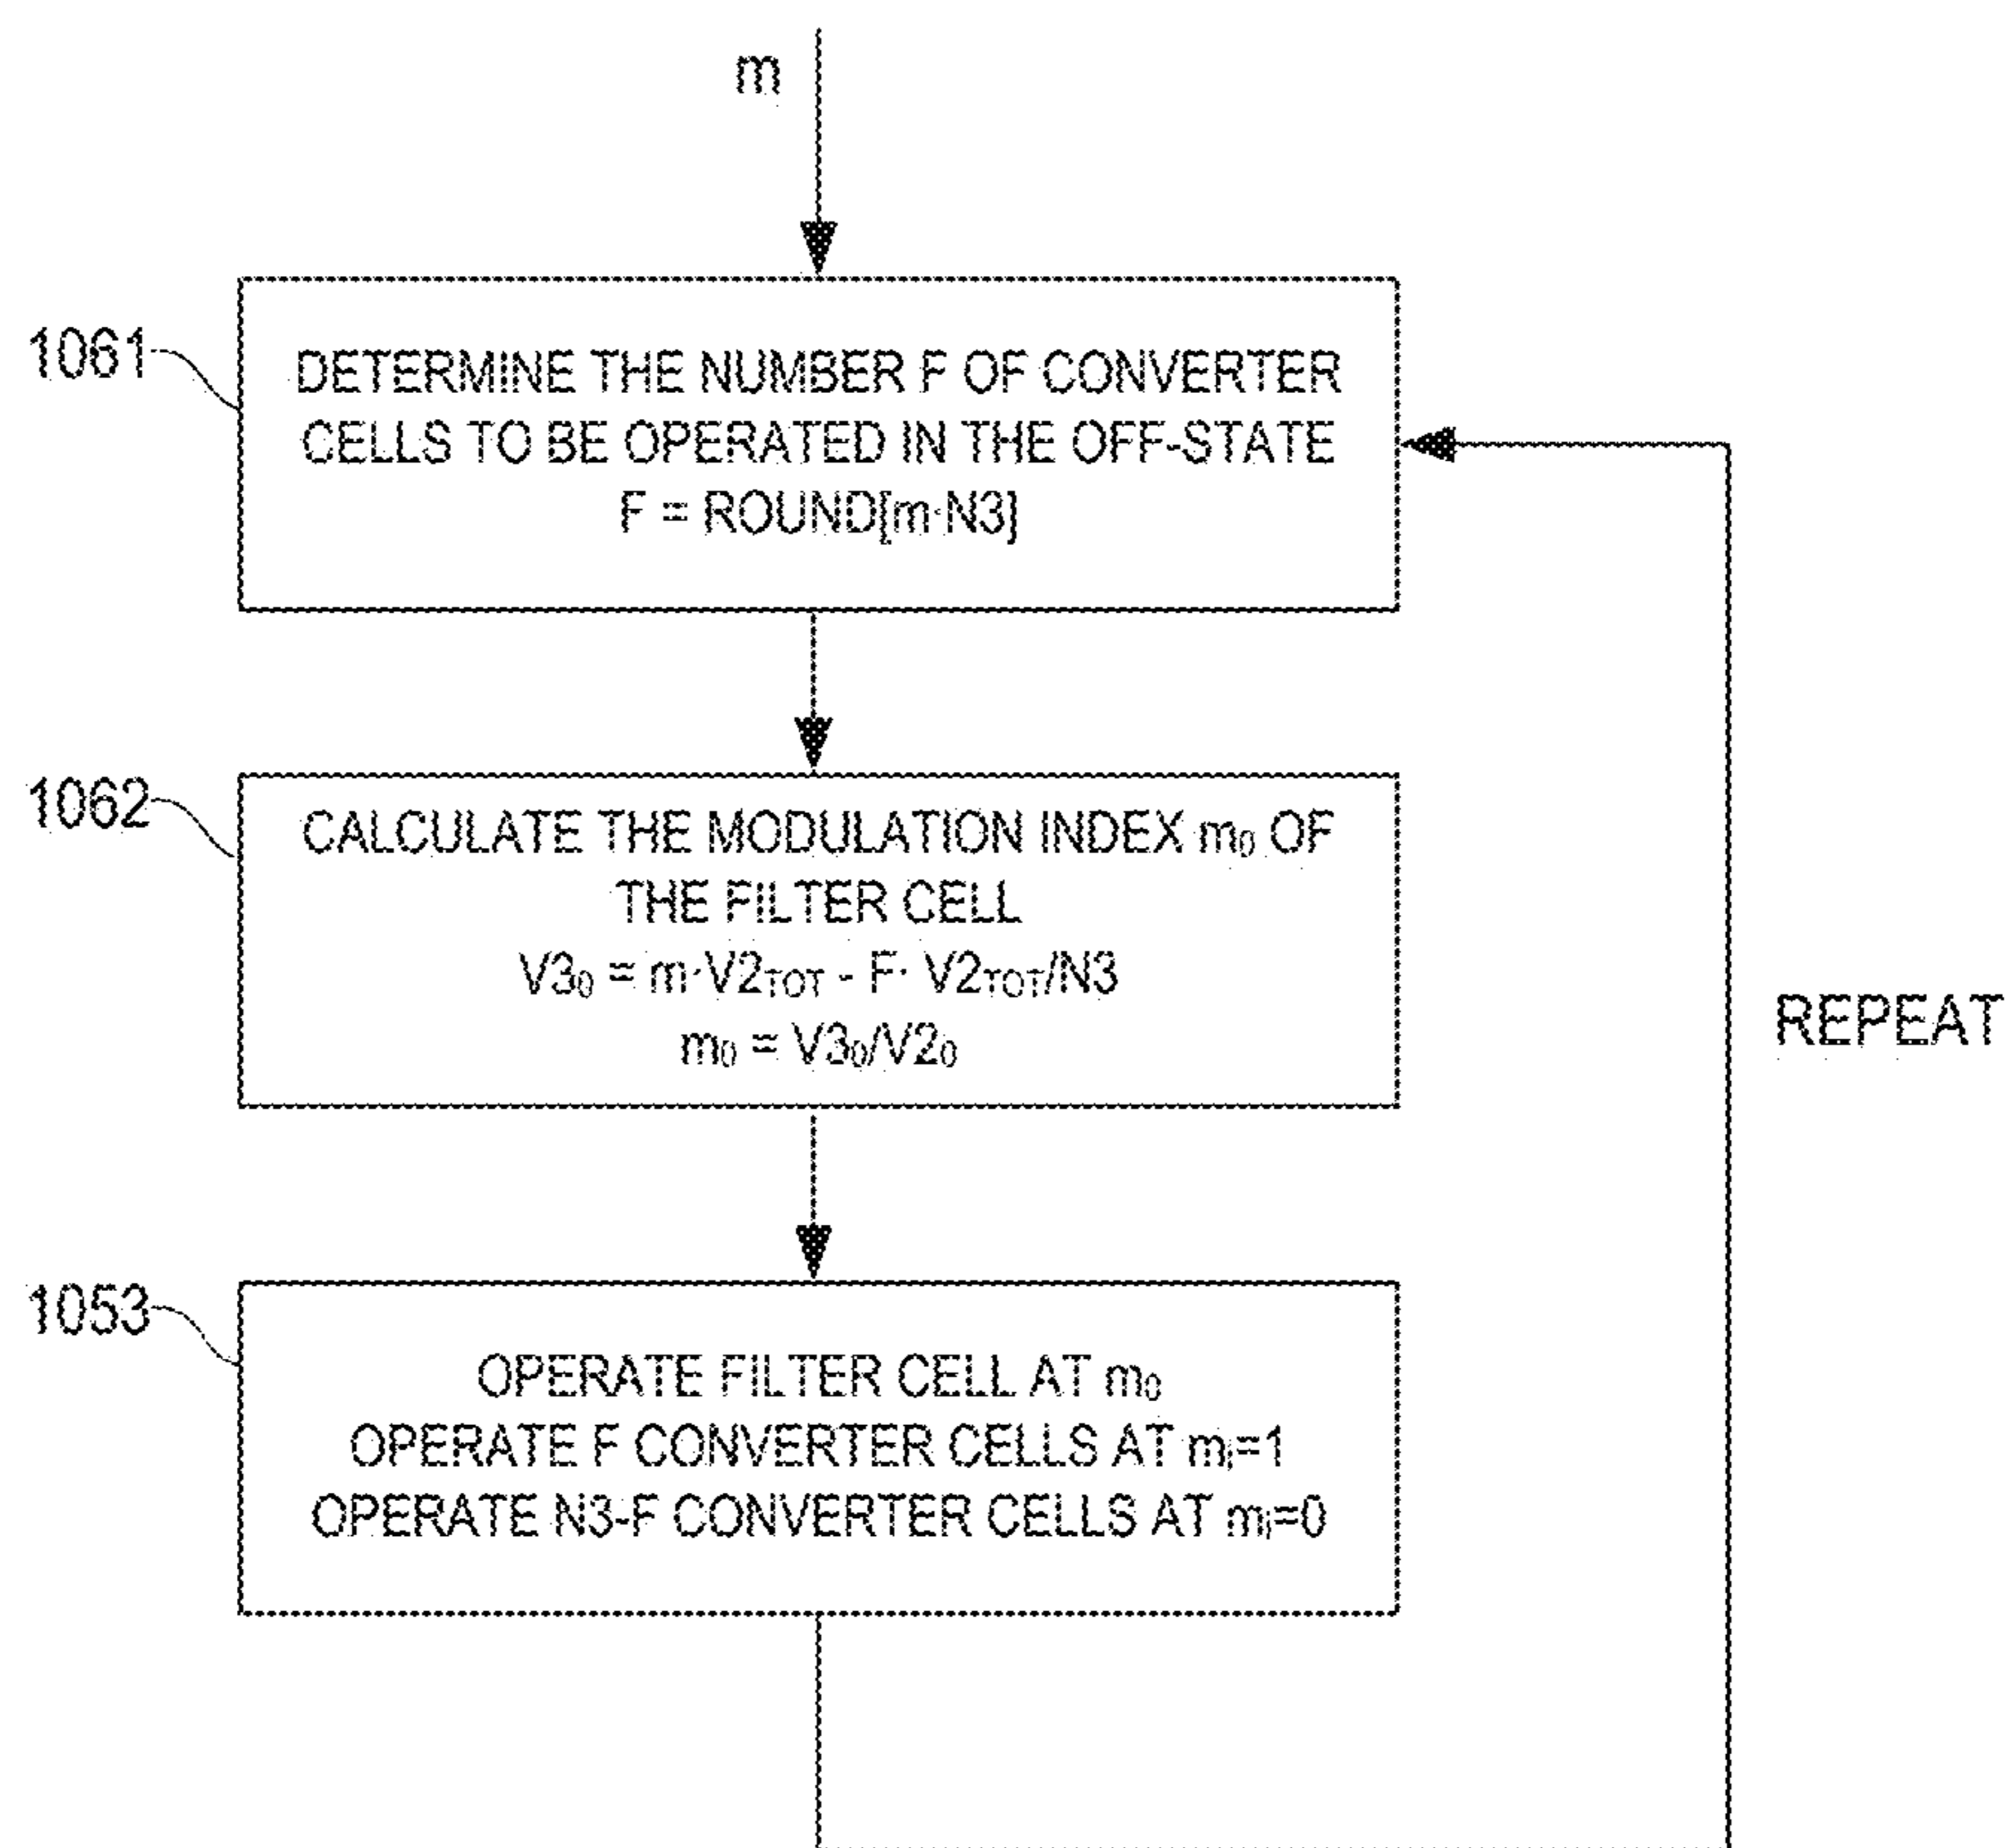 m
1061
DETERMINE THE NUMBER F OF CONVERTER
CELLS TO BE OPERATED IN THE OFF-STATE
F = ROUND[m·N3]
1062
CALCULATE THE MODULATION INDEX m₀ OF
THE FILTER CELL
V3₀ = m·V2TOT - F· V2TOT/N3
m₀ = V3₀/V2₀
REPEAT
1053
OPERATE FILTER CELL AT m₀
OPERATE F CONVERTER CELLS AT mᵢ=1
OPERATE N3-F CONVERTER CELLS AT mᵢ=0